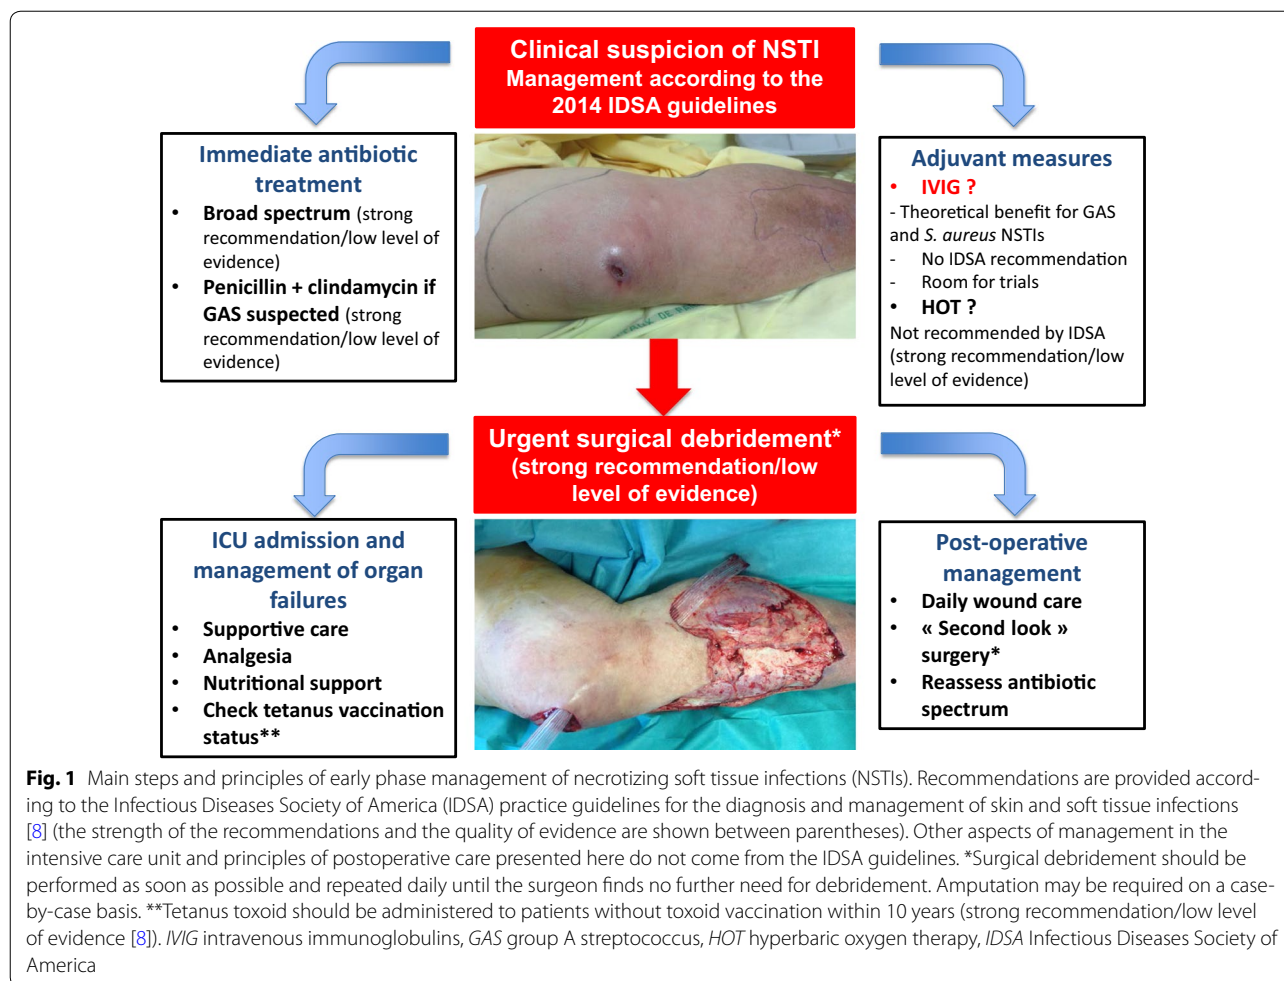 Clinical suspicion of NSTI
Management according to the
2014 IDSA guidelines
Immediate antibiotic
treatment
• Broad spectrum (strong
recommendation/low level of
evidence)
• Penicillin + clindamycin if
GAS suspected (strong
recommendation/low level of
evidence)
Adjuvant measures
• IVIG ?
- Theoretical benefit for GAS
and S. aureus NSTIs
- No IDSA recommendation
- Room for trials
• HOT ?
Not recommended by IDSA
(strong recommendation/low
level of evidence)
Urgent surgical debridement*
(strong recommendation/low
level of evidence)
ICU admission and
management of organ
failures
• Supportive care
• Analgesia
• Nutritional support
• Check tetanus vaccination
status**
Post-operative
management
• Daily wound care
• « Second look »
surgery*
• Reassess antibiotic
spectrum
Fig. 1 Main steps and principles of early phase management of necrotizing soft tissue infections (NSTIs). Recommendations are provided accord-
ing to the Infectious Diseases Society of America (IDSA) practice guidelines for the diagnosis and management of skin and soft tissue infections
[8] (the strength of the recommendations and the quality of evidence are shown between parentheses). Other aspects of management in the
intensive care unit and principles of postoperative care presented here do not come from the IDSA guidelines. *Surgical debridement should be
performed as soon as possible and repeated daily until the surgeon finds no further need for debridement. Amputation may be required on a case-
by-case basis. **Tetanus toxoid should be administered to patients without toxoid vaccination within 10 years (strong recommendation/low level
of evidence [8]). IVIG intravenous immunoglobulins, GAS group A streptococcus, HOT hyperbaric oxygen therapy, IDSA Infectious Diseases Society of
America